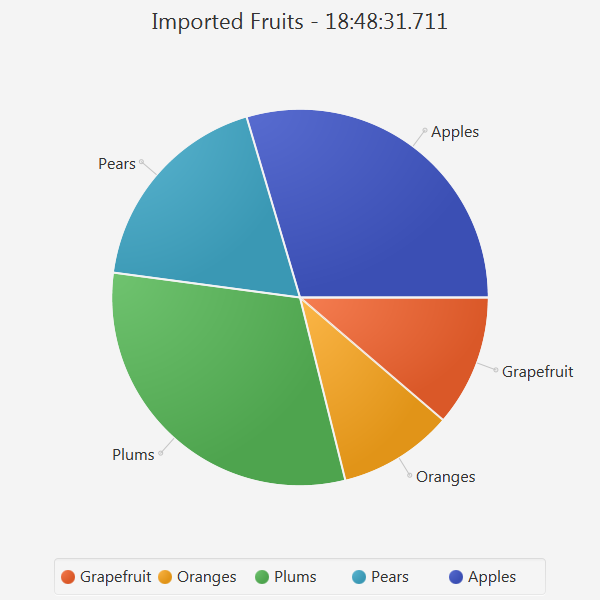 Imported Fruits - 18:48:31.711
Apples
Pears
Grapefruit
Plums
Oranges
Grapefruit Oranges Plums Pears Apples